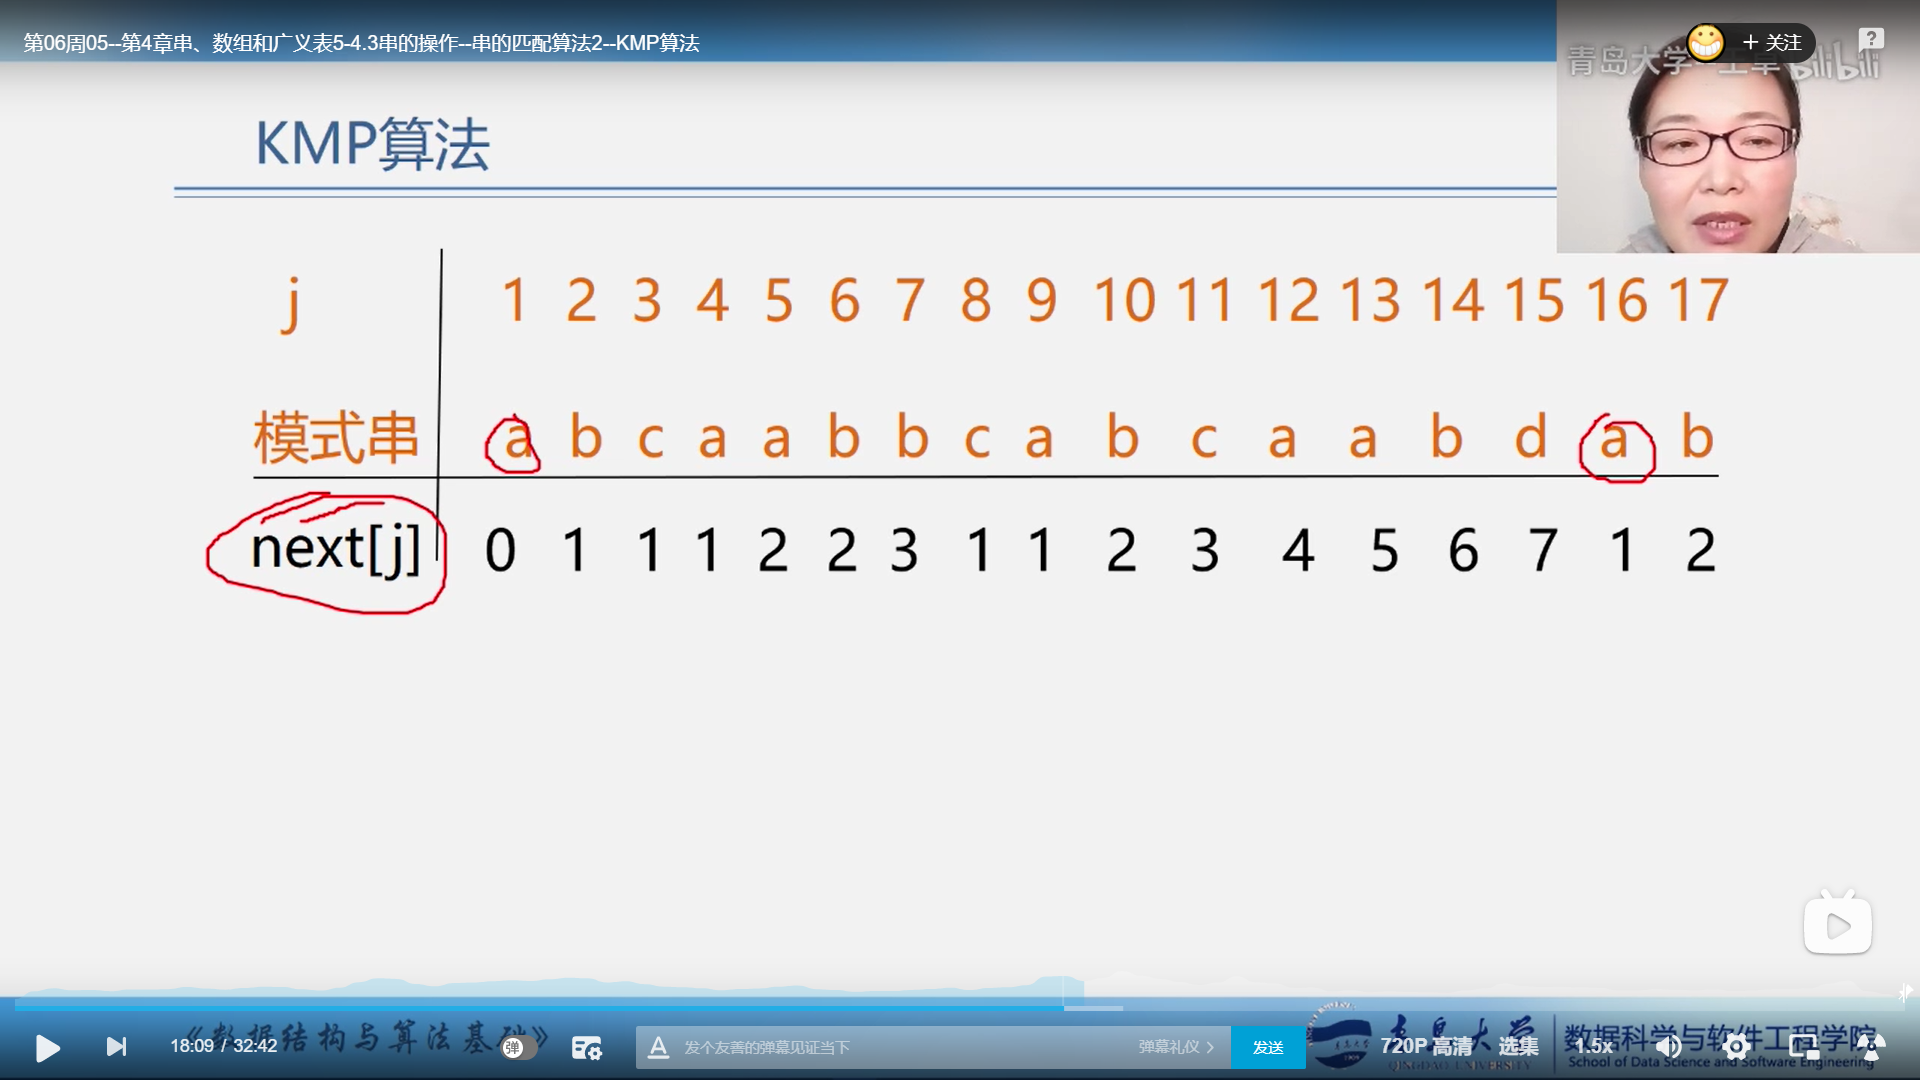 第06周05--第4章串、数组和广义表5-4.3串的操作--串的匹配算法2--KMP算法
+ 关注
?
青岛大学-王卓 bilibili
KMP算法
j 1 2 3 4 5 6 7 8 9 10 11 12 13 14 15 16 17
模式串 a b c a a b b c a b c a a b d a b
next[j] 0 1 1 1 2 2 3 1 1 2 3 4 5 6 7 1 2
《数据结构与算法基础》
18:09 / 32:42
弹
A 发个友善的弹幕见证当下 弹幕礼仪 >
发送
青岛大学
QINGDAO UNIVERSITY
720P 高清 选集 1.5x
数据科学与软件工程学院
School of Data Science and Software Engineering